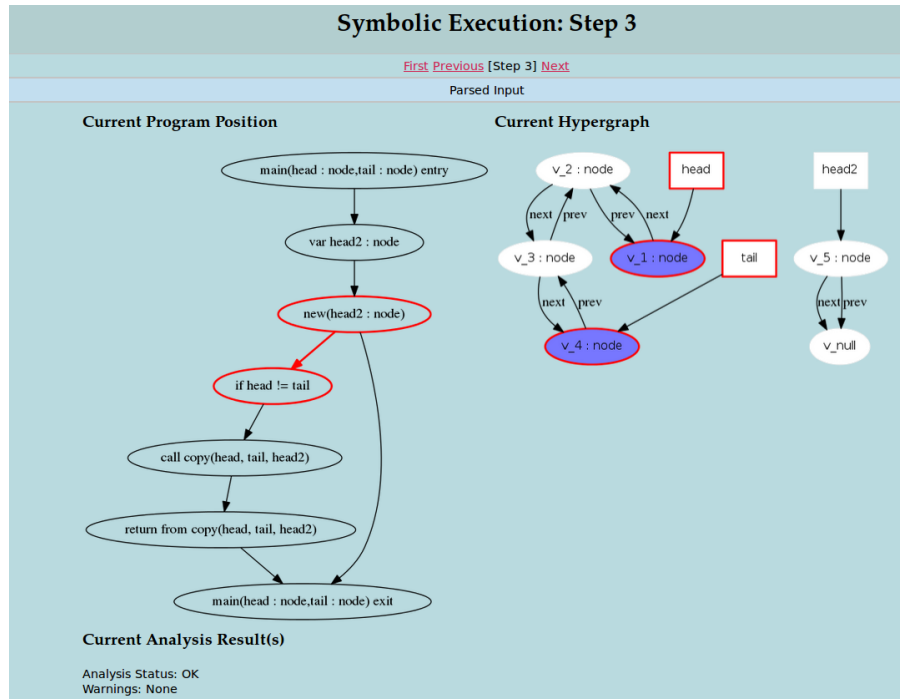 Symbolic Execution: Step 3
First Previous [Step 3] Next
Parsed Input
Current Program Position
main(head : node,tail : node) entry
var head2 : node
new(head2 : node)
if head != tail
call copy(head, tail, head2)
return from copy(head, tail, head2)
main(head : node,tail : node) exit
Current Hypergraph
v_2 : node
head
head2
next
prev
prev
next
v_3 : node
v_1 : node
tail
v_5 : node
next
prev
next
prev
v_4 : node
v_null
Current Analysis Result(s)
Analysis Status: OK
Warnings: None